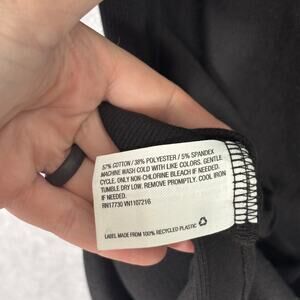 57% COTTON / 38% POLYESTER / 5% SPANDEX
MACHINE WASH COLD WITH LIKE COLORS. GENTLE
CYCLE. ONLY NON-CHLORINE BLEACH IF NEEDED.
TUMBLE DRY LOW. REMOVE PROMPTLY. COOL IRON
IF NEEDED.
RN17730 VN1107216
LABEL MADE FROM 100% RECYCLED PLASTIC